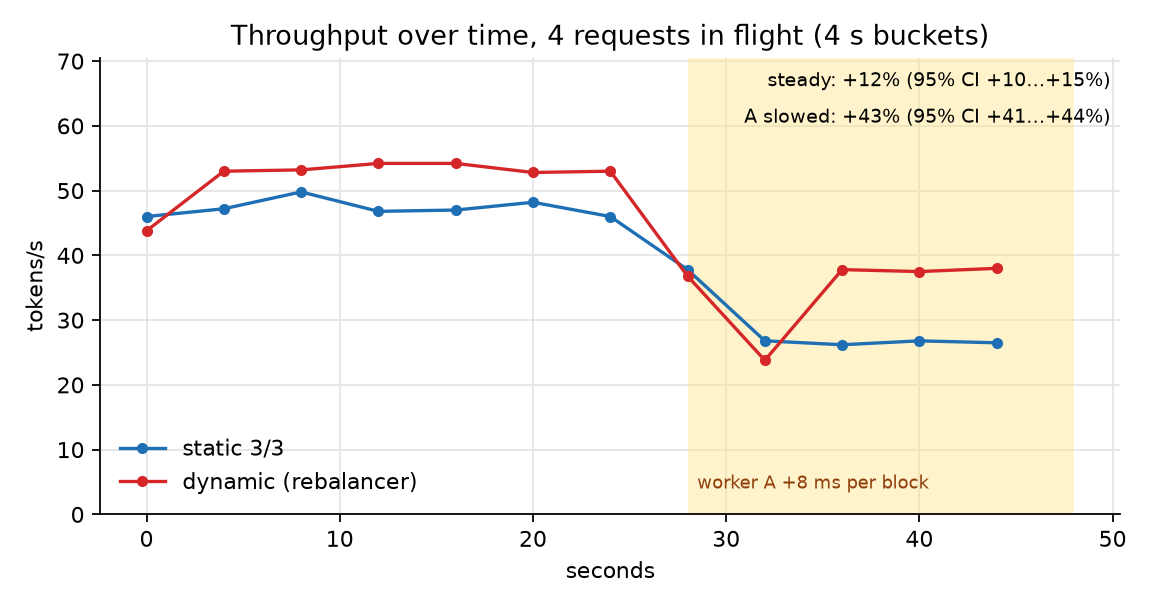 Throughput over time, 4 requests in flight (4 s buckets)
steady: +12% (95% CI +10...+15%)
A slowed: +43% (95% CI +41...+44%)
tokens/s
70
60
50
40
30
20
10
0
static 3/3
dynamic (rebalancer)
worker A +8 ms per block
0 10 20 30 40 50
seconds